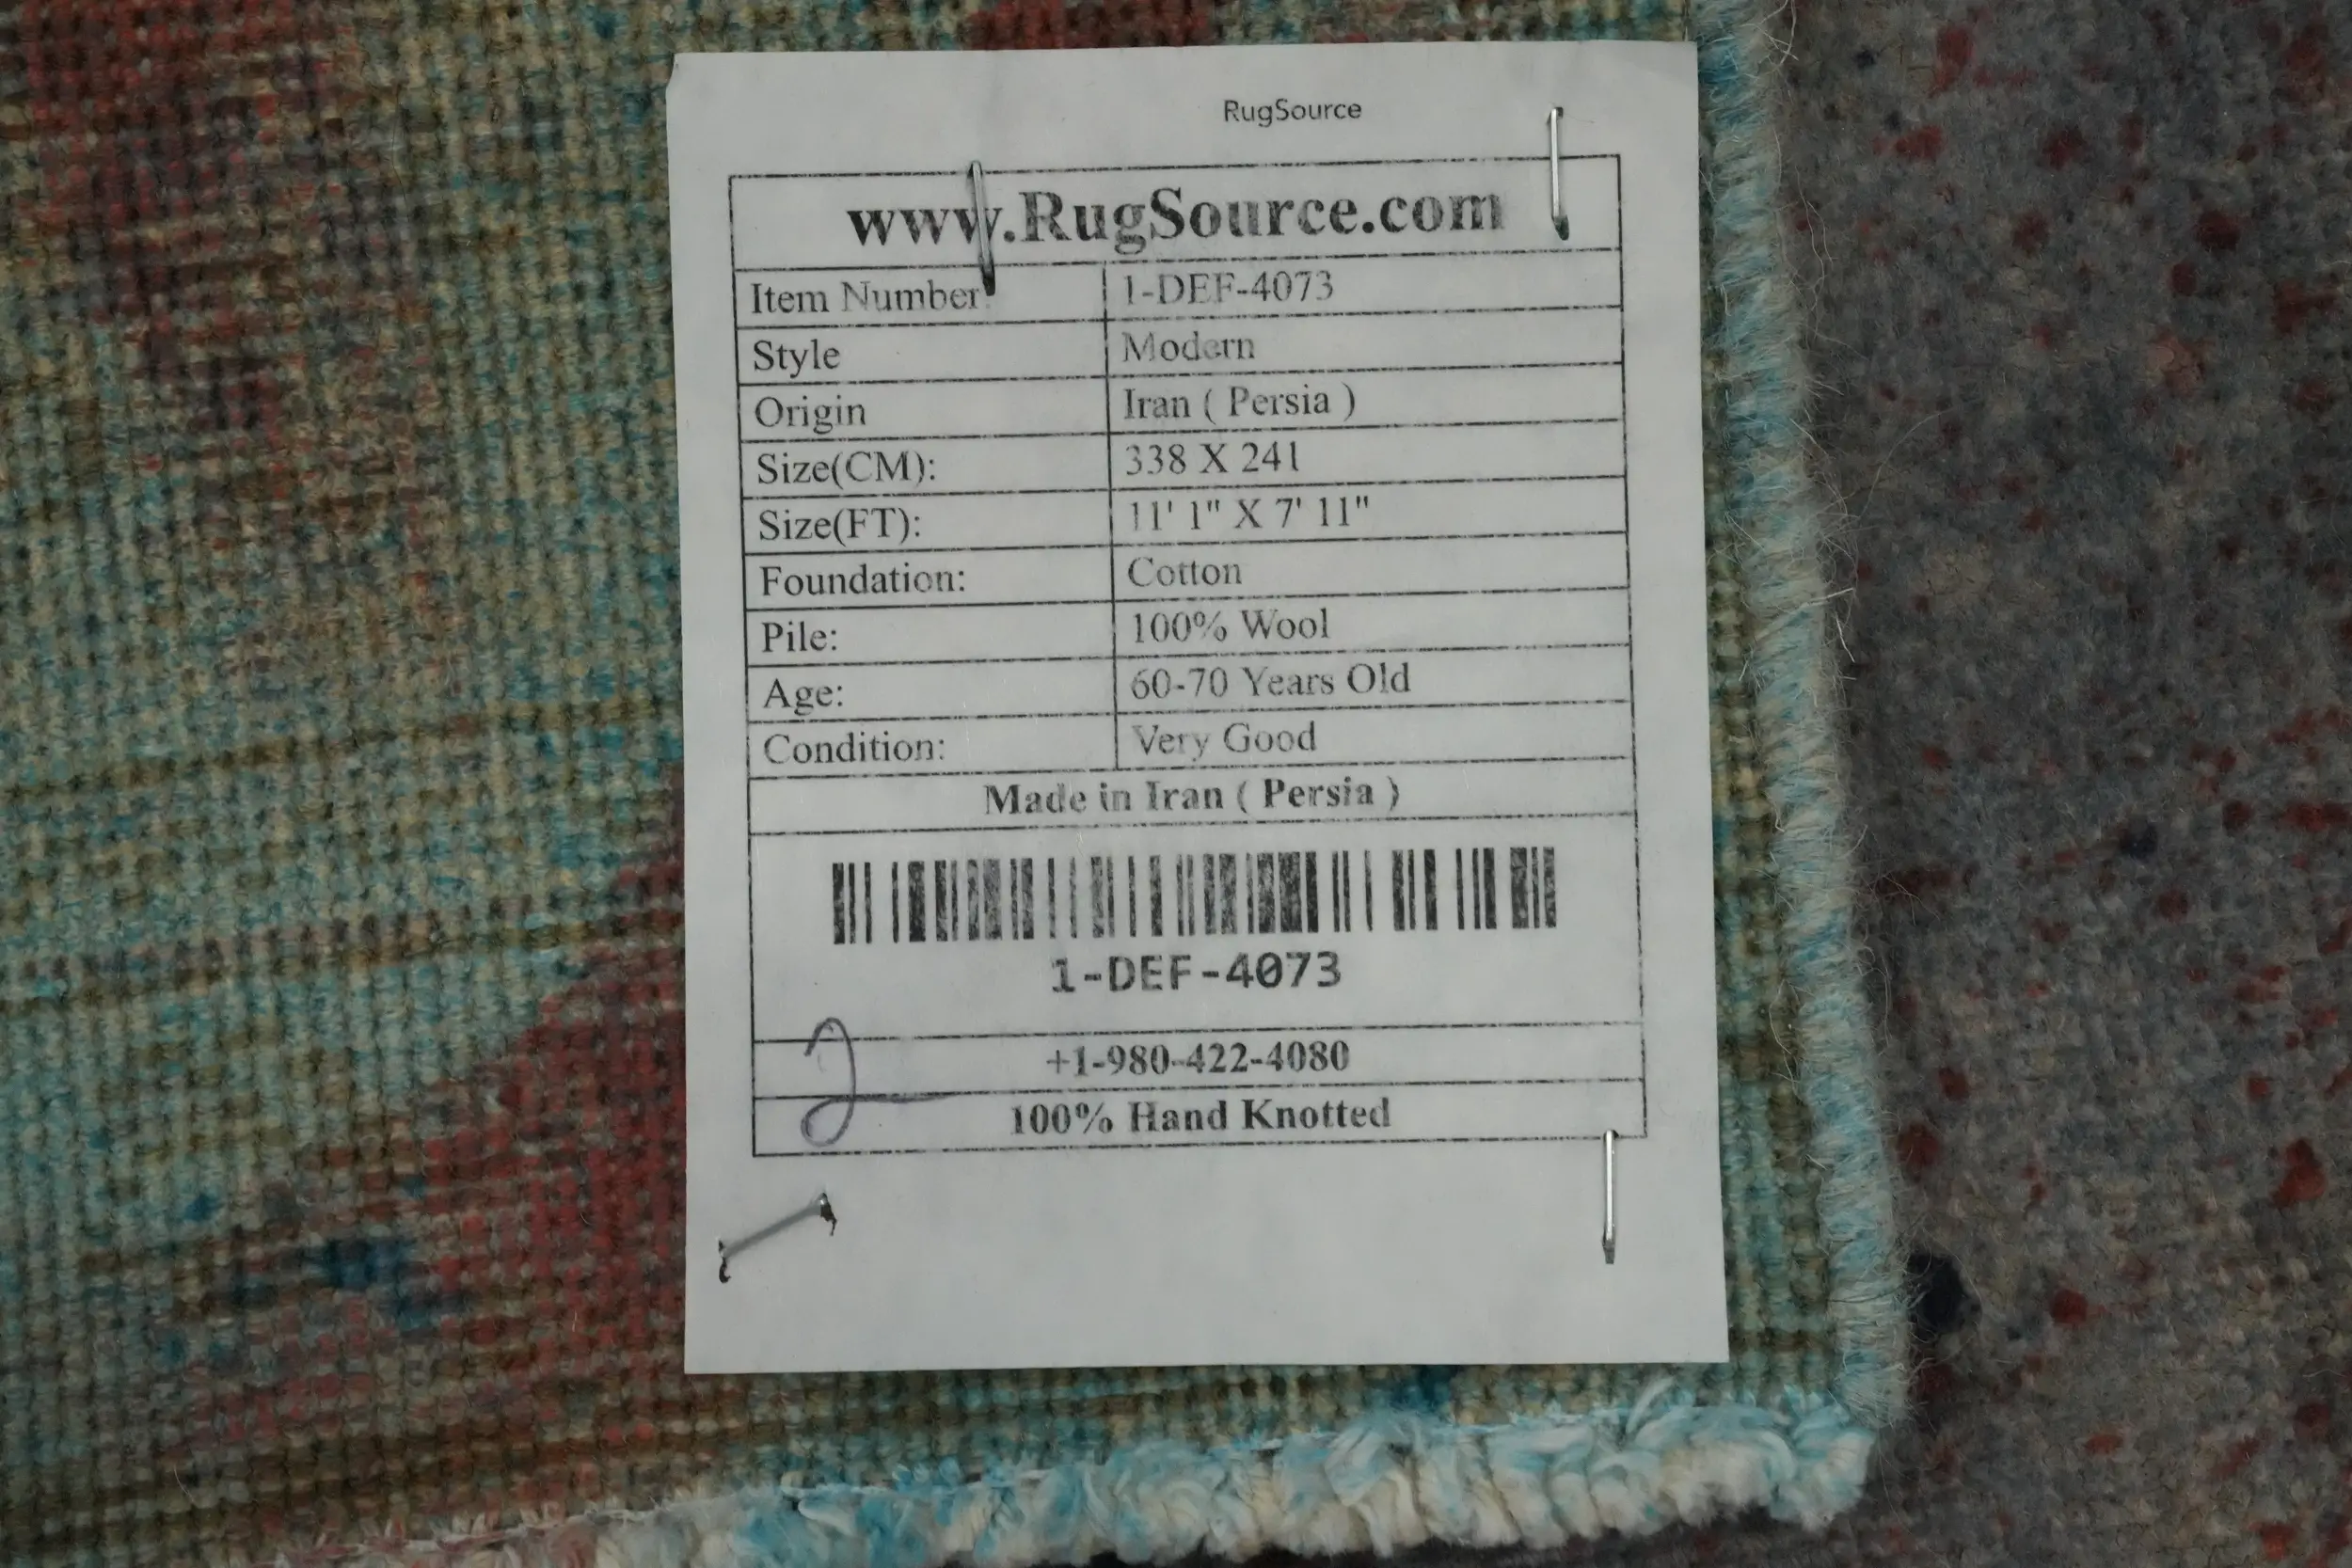 RugSource
www.RugSource.com
Item Number: 1-DEF-4073
Style Modern
Origin Iran ( Persia )
Size(CM): 338 X 241
Size(FT): 11' 1" X 7' 11"
Foundation: Cotton
Pile: 100% Wool
Age: 60-70 Years Old
Condition: Very Good
Made in Iran ( Persia )
1-DEF-4073
2
+1-980-422-4080
100% Hand Knotted